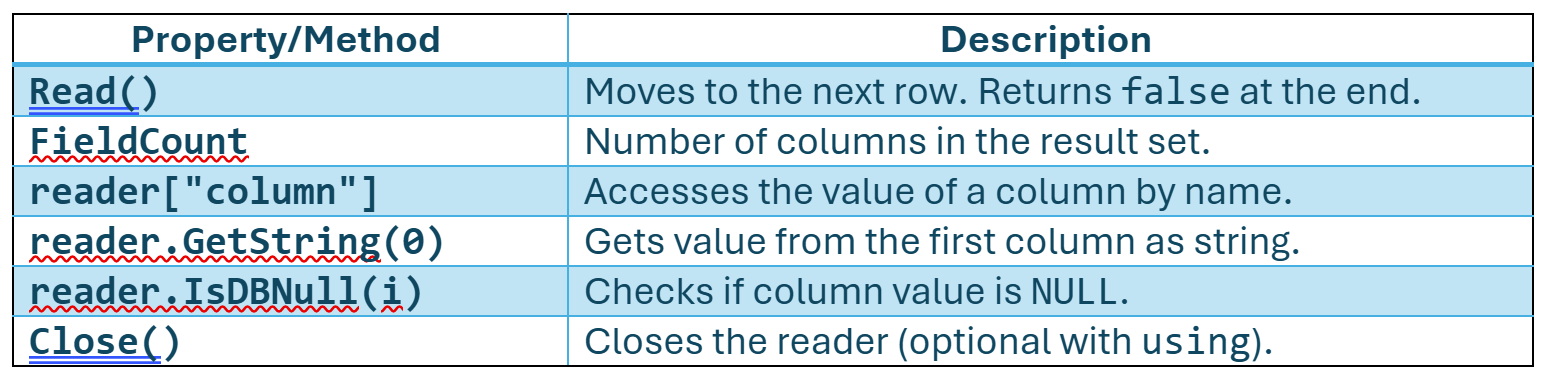 Property/Method Description
Read() Moves to the next row. Returns false at the end.
FieldCount Number of columns in the result set.
reader["column"] Accesses the value of a column by name.
reader.GetString(0) Gets value from the first column as string.
reader.IsDBNull(i) Checks if column value is NULL.
Close() Closes the reader (optional with using).